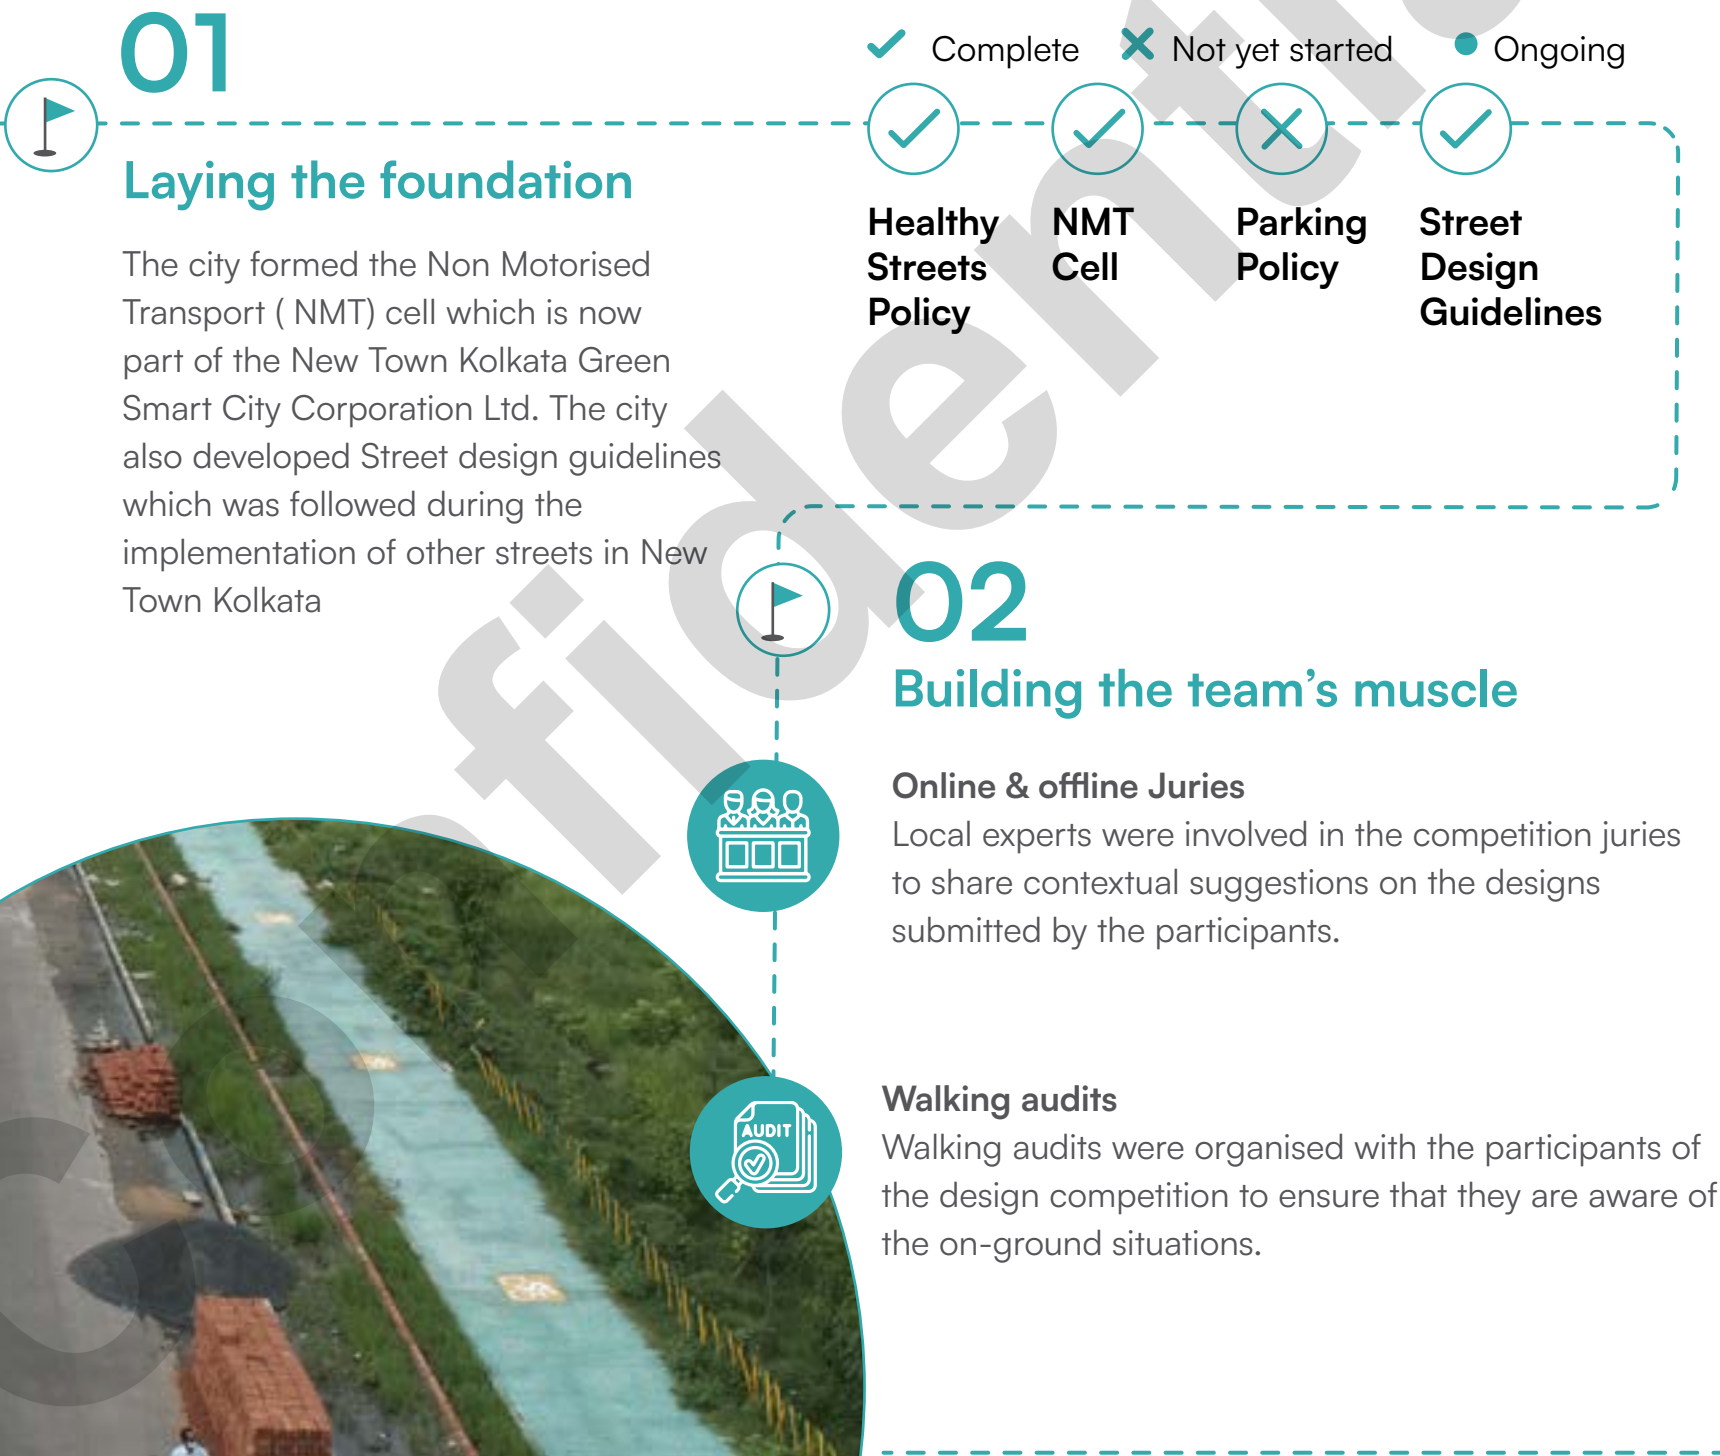 01
Complete
Not yet started
Ongoing
Laying the foundation
The city formed the Non Motorised
Transport ( NMT) cell which is now
part of the New Town Kolkata Green
Smart City Corporation Ltd. The city
also developed Street design guidelines
which was followed during the
implementation of other streets in New
Town Kolkata
Healthy
Streets
Policy
NMT
Cell
Parking
Policy
Street
Design
Guidelines
02
Building the team’s muscle
Online & offline Juries
Local experts were involved in the competition juries
to share contextual suggestions on the designs
submitted by the participants.
AUDIT
Walking audits
Walking audits were organised with the participants of
the design competition to ensure that they are aware of
the on-ground situations.
Confidential